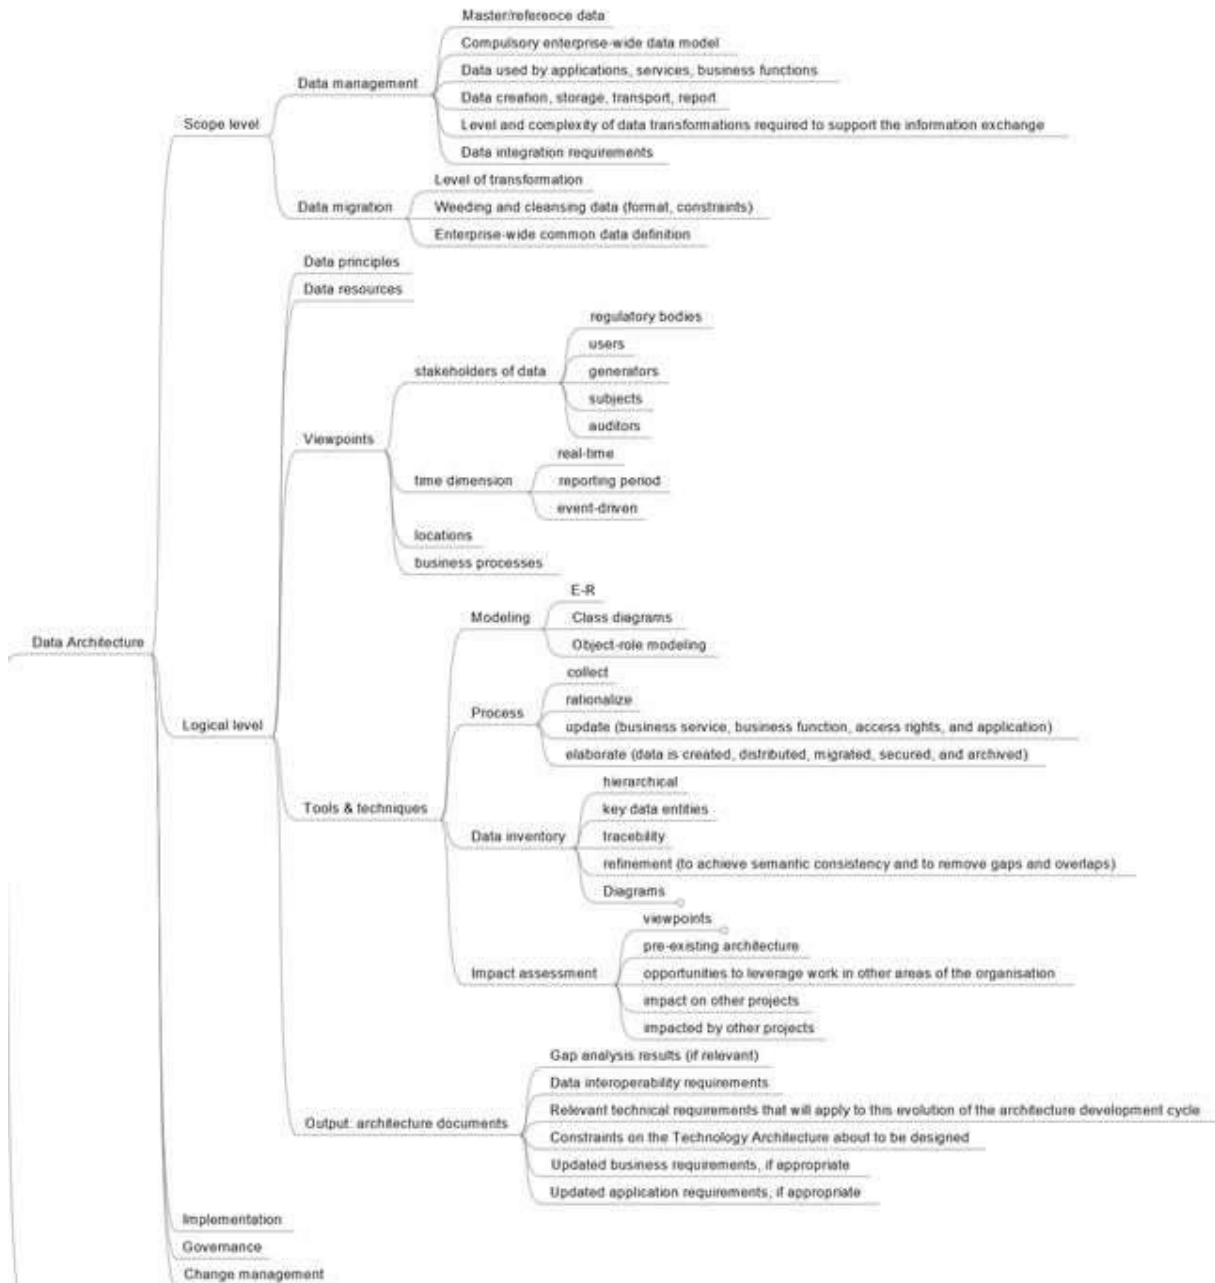 Master/reference data
Compulsory enterprise-wide data model
Data used by applications, services, business functions
Data management
Data creation, storage, transport, report
Scope level
Level and complexity of data transformations required to support the information exchange
Data integration requirements
Level of transformation
Data migration
Weeding and cleansing data (format, constraints)
Enterprise-wide common data definition
Data principles
Data resources
regulatory bodies
users
stakeholders of data
generators
subjects
auditors
Viewpoints
real-time
time dimension
reporting period
event-driven
locations
business processes
E-R
Modeling
Class diagrams
Data Architecture
Object-role modeling
collect
rationalize
Process
Logical level
update (business service, business function, access rights, and application)
elaborate (data is created, distributed, migrated, secured, and archived)
hierarchical
Tools & techniques
key data entities
Data inventory
tracebility
refinement (to achieve semantic consistency and to remove gaps and overlaps)
Diagrams
viewpoints
pre-existing architecture
Impact assessment
opportunities to leverage work in other areas of the organisation
impact on other projects
impacted by other projects
Gap analysis results (if relevant)
Data interoperability requirements
Relevant technical requirements that will apply to this evolution of the architecture development cycle
Output: architecture documents
Constraints on the Technology Architecture about to be designed
Updated business requirements, if appropriate
Updated application requirements, if appropriate
Implementation
Governance
Change management